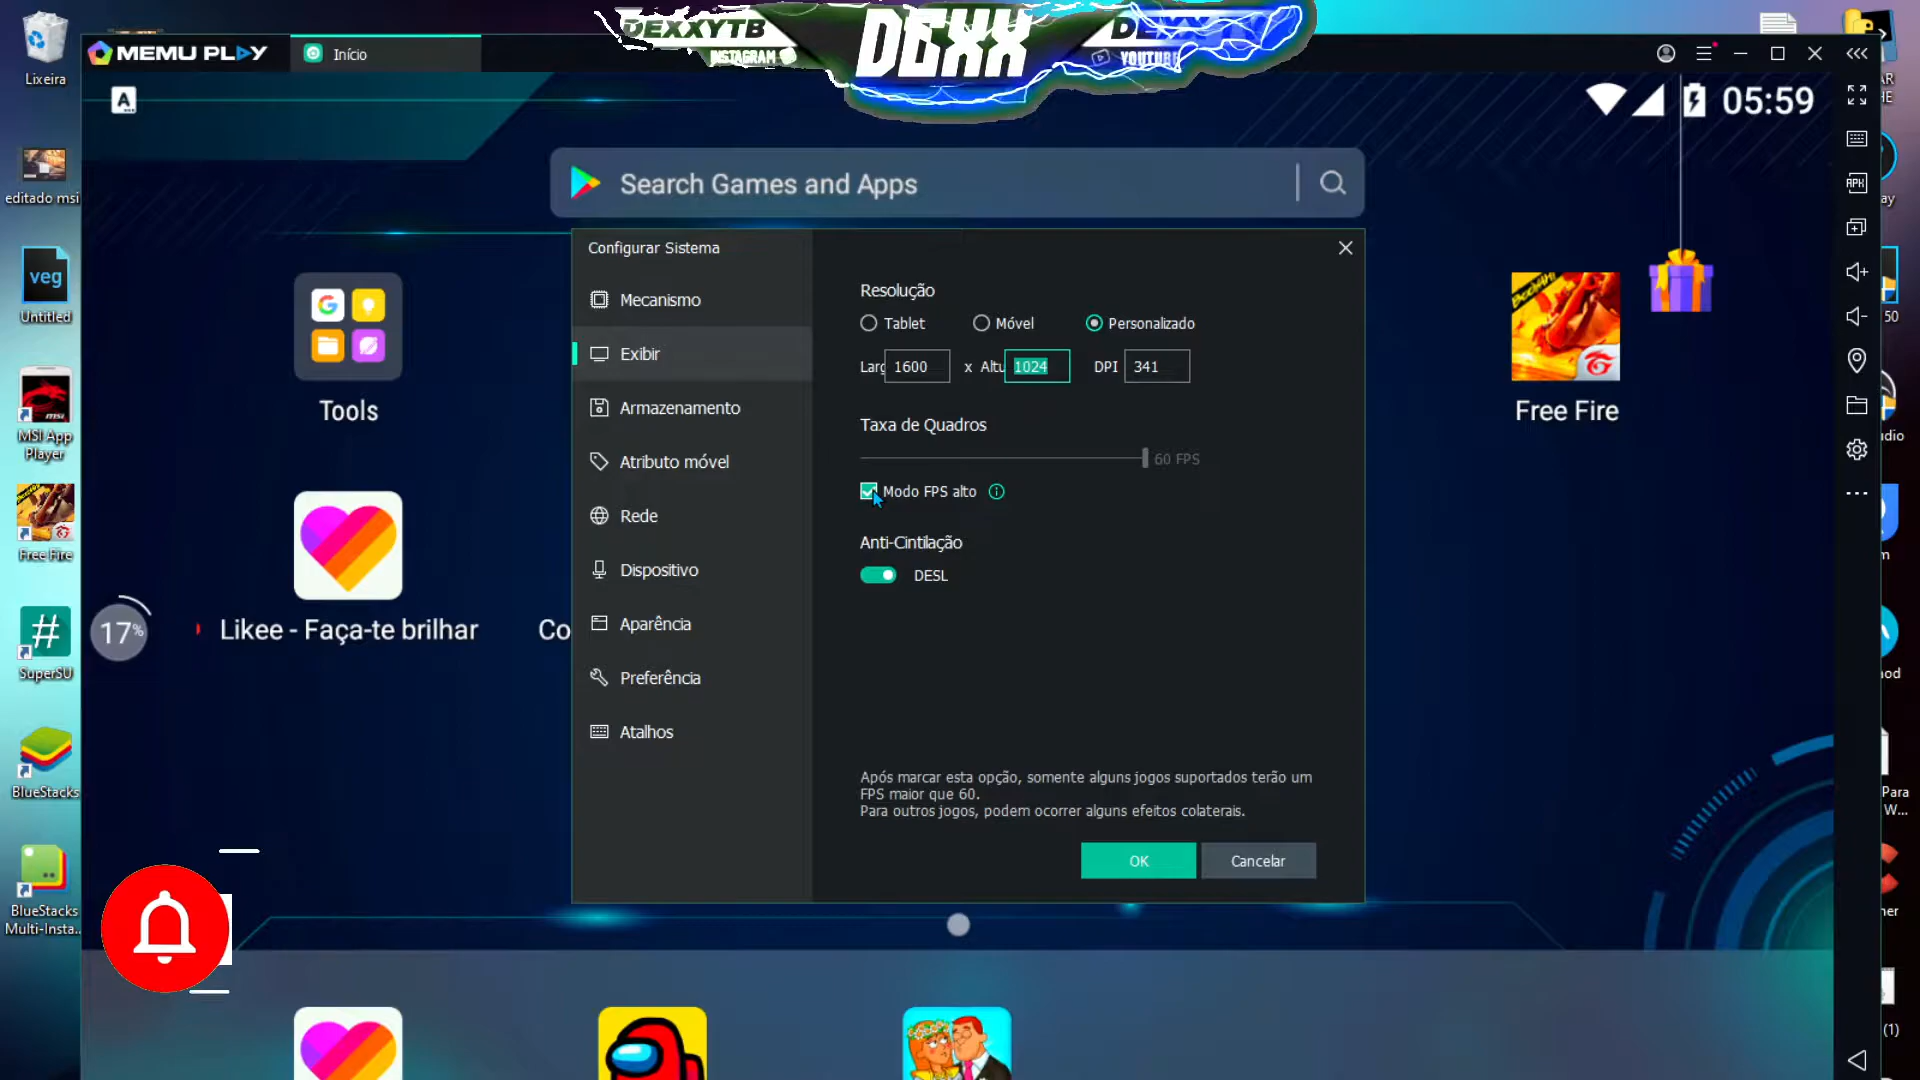 DEXXYTB
INSTAGRAM
DEXX
YOUTUBE
Lixeira
MEMU PLAY
Início
05:59
Search Games and Apps
editado msi
Configurar Sistema
Resolução
Mecanismo
Tablet
Móvel
Personalizado
Exibir
Larg 1600 x Altu 1024 DPI 341
veg
Untitled
APK
50
Tools
Free Fire
Armazenamento
Taxa de Quadros
60 FPS
MSI App
Player
Atributo móvel
Modo FPS alto
Rede
Anti-Cintilação
Free Fire
Dispositivo
DESL
17%
Likee - Faça-te brilhar
Co
Aparência
SuperSU
Preferência
Atalhos
BlueStacks
Após marcar esta opção, somente alguns jogos suportados terão um
FPS maior que 60.
Para outros jogos, podem ocorrer alguns efeitos colaterais.
Para
W...
OK
Cancelar
BlueStacks
Multi-Insta...
(1)